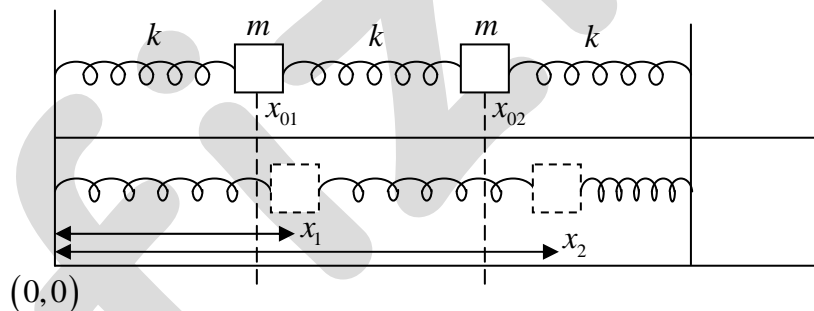 k m k m k
x₀₁ x₀₂
x₁
x₂
(0,0)